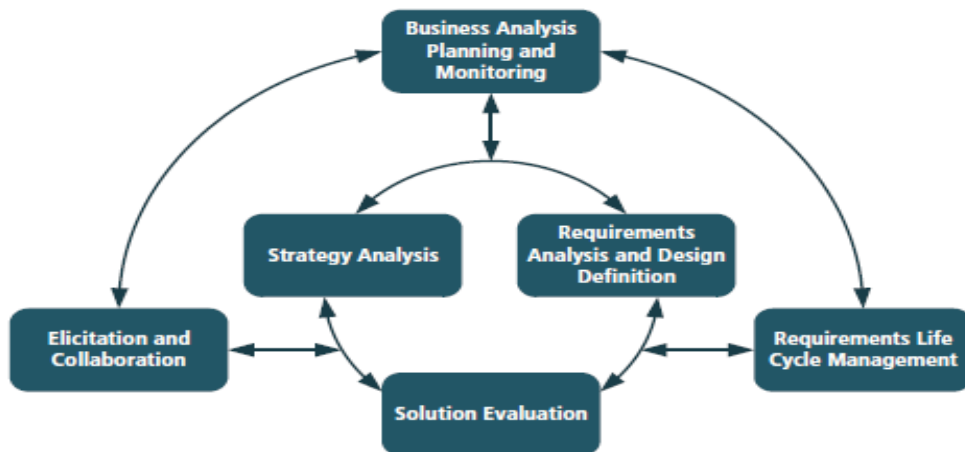 Business Analysis
Planning and
Monitoring
Strategy Analysis
Requirements
Analysis and Design
Definition
Elicitation and
Collaboration
Requirements Life
Cycle Management
Solution Evaluation